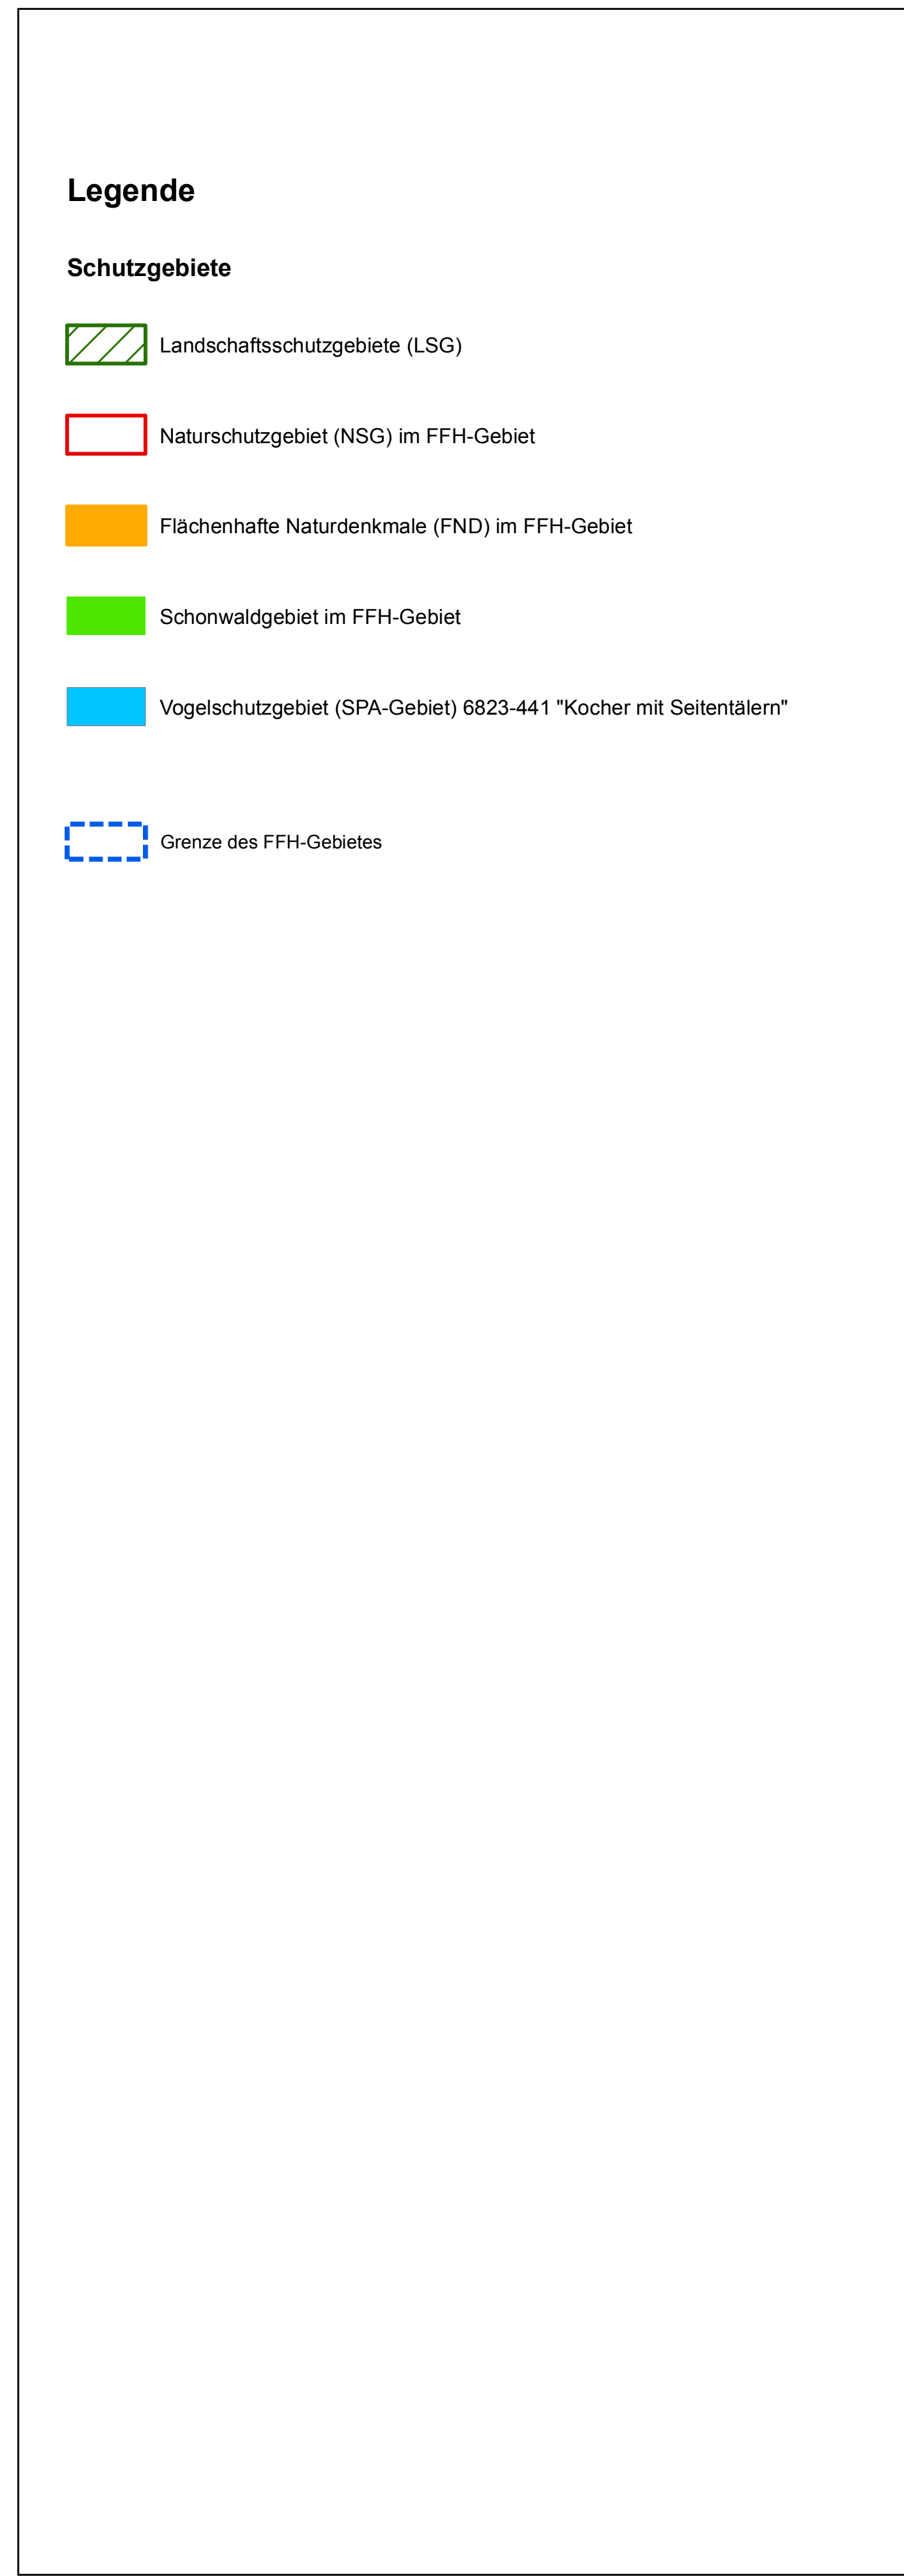 Legende
Schutzgebiete
Landschaftsschutzgebiete (LSG)
Naturschutzgebiet (NSG) im FFH-Gebiet
Flächenhafte Naturdenkmale (FND) im FFH-Gebiet
Schonwaldgebiet im FFH-Gebiet
Vogelschutzgebiet (SPA-Gebiet) 6823-441 "Kocher mit Seitentälern"
Grenze des FFH-Gebietes